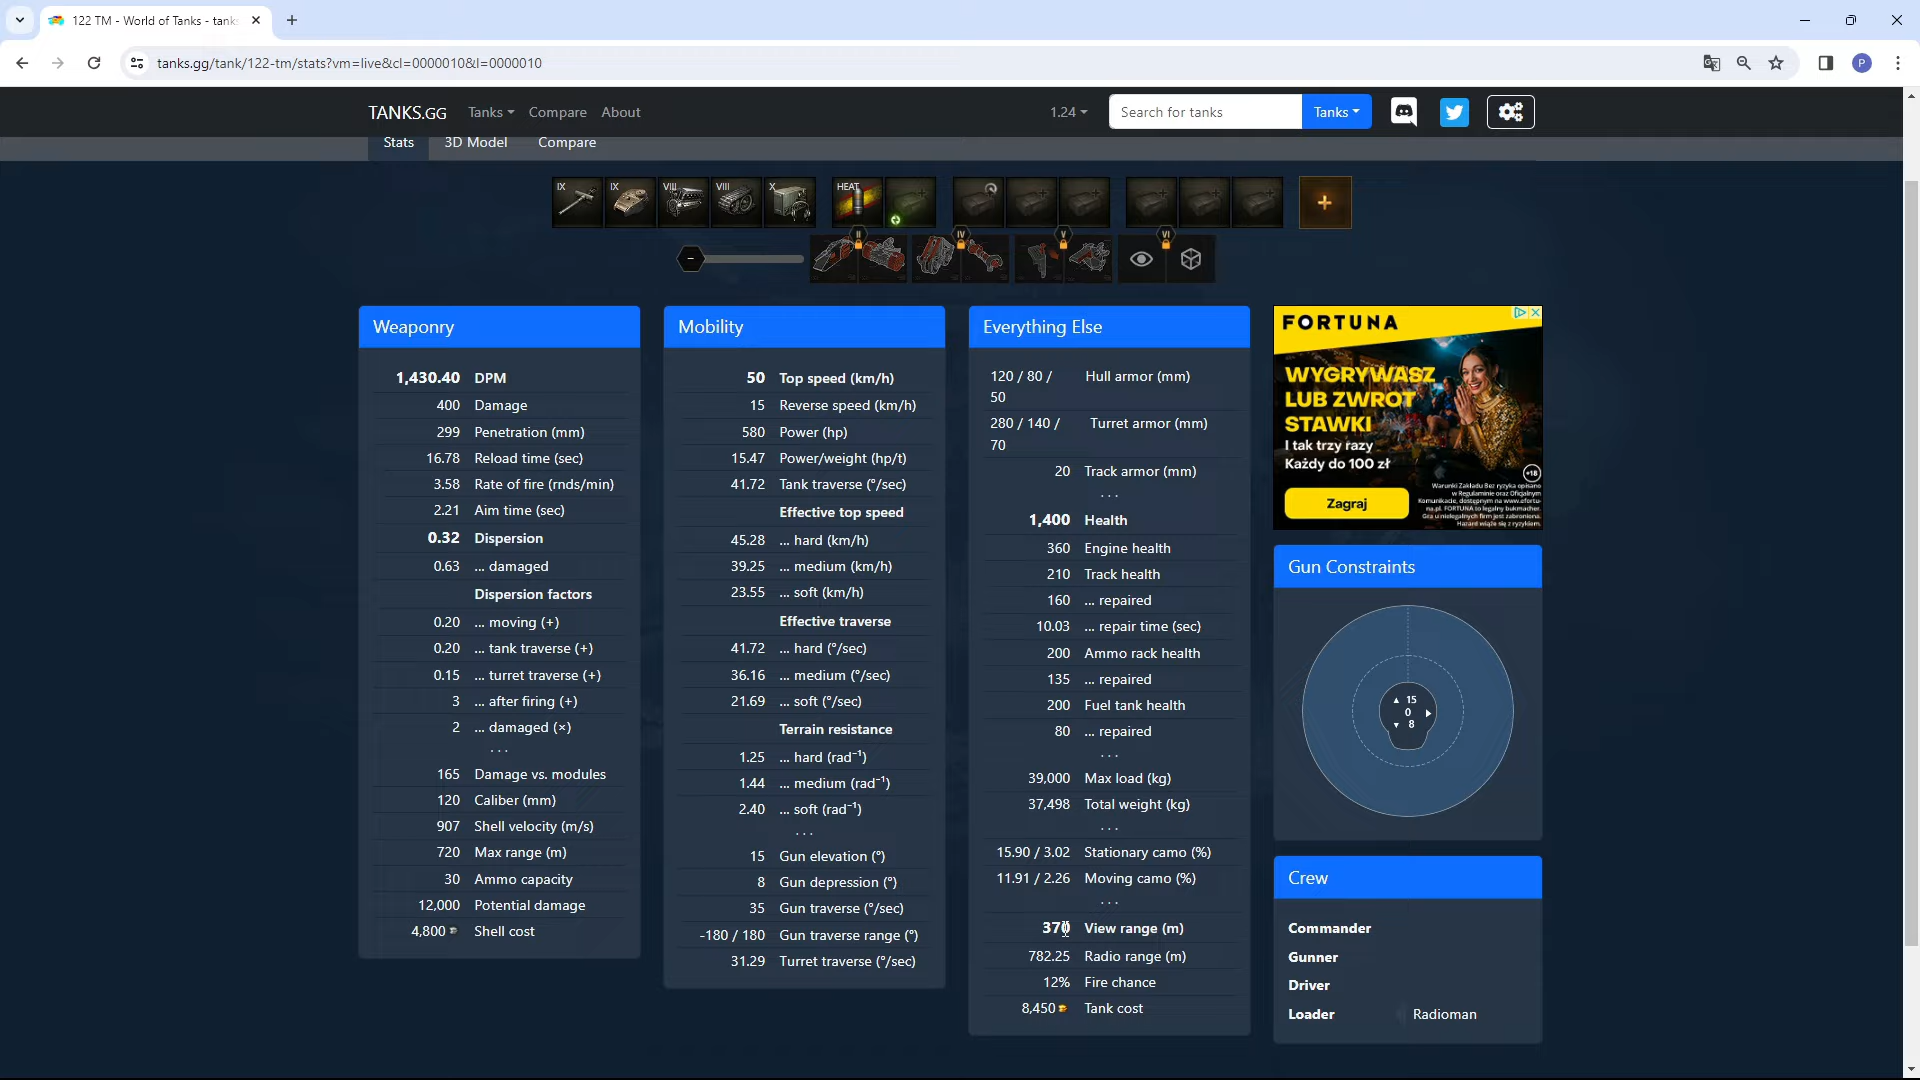 122 TM - World of Tanks - tank
tanks.gg/tank/122-tm/stats?vm=live&cl=0000010&l=0000010
P
TANKS.GG Tanks Compare About 1.24 Search for tanks Tanks
Stats 3D Model Compare
IX IX VIII VIII X HEAT
II IV V VI
Weaponry
1,430.40 DPM
400 Damage
299 Penetration (mm)
16.78 Reload time (sec)
3.58 Rate of fire (rnds/min)
2.21 Aim time (sec)
0.32 Dispersion
0.63 ... damaged
Dispersion factors
0.20 ... moving (+)
0.20 ... tank traverse (+)
0.15 ... turret traverse (+)
3 ... after firing (+)
2 ... damaged (×)
...
165 Damage vs. modules
120 Caliber (mm)
907 Shell velocity (m/s)
720 Max range (m)
30 Ammo capacity
12,000 Potential damage
4,800 Shell cost
Mobility
50 Top speed (km/h)
15 Reverse speed (km/h)
580 Power (hp)
15.47 Power/weight (hp/t)
41.72 Tank traverse (°/sec)
Effective top speed
45.28 ... hard (km/h)
39.25 ... medium (km/h)
23.55 ... soft (km/h)
Effective traverse
41.72 ... hard (°/sec)
36.16 ... medium (°/sec)
21.69 ... soft (°/sec)
Terrain resistance
1.25 ... hard (rad⁻¹)
1.44 ... medium (rad⁻¹)
2.40 ... soft (rad⁻¹)
...
15 Gun elevation (°)
8 Gun depression (°)
35 Gun traverse (°/sec)
-180 / 180 Gun traverse range (°)
31.29 Turret traverse (°/sec)
Everything Else
120 / 80 / Hull armor (mm)
50
280 / 140 / Turret armor (mm)
70
20 Track armor (mm)
...
1,400 Health
360 Engine health
210 Track health
160 ... repaired
10.03 ... repair time (sec)
200 Ammo rack health
135 ... repaired
200 Fuel tank health
80 ... repaired
...
39,000 Max load (kg)
37,498 Total weight (kg)
...
15.90 / 3.02 Stationary camo (%)
11.91 / 2.26 Moving camo (%)
...
370 View range (m)
782.25 Radio range (m)
12% Fire chance
8,450 Tank cost
FORTUNA
WYGRYWASZ
LUB ZWROT
STAWKI
I tak trzy razy
Każdy do 100 zł
+18
Zagraj
Gun Constraints
15
0
8
Crew
Commander
Gunner
Driver
Loader Radioman